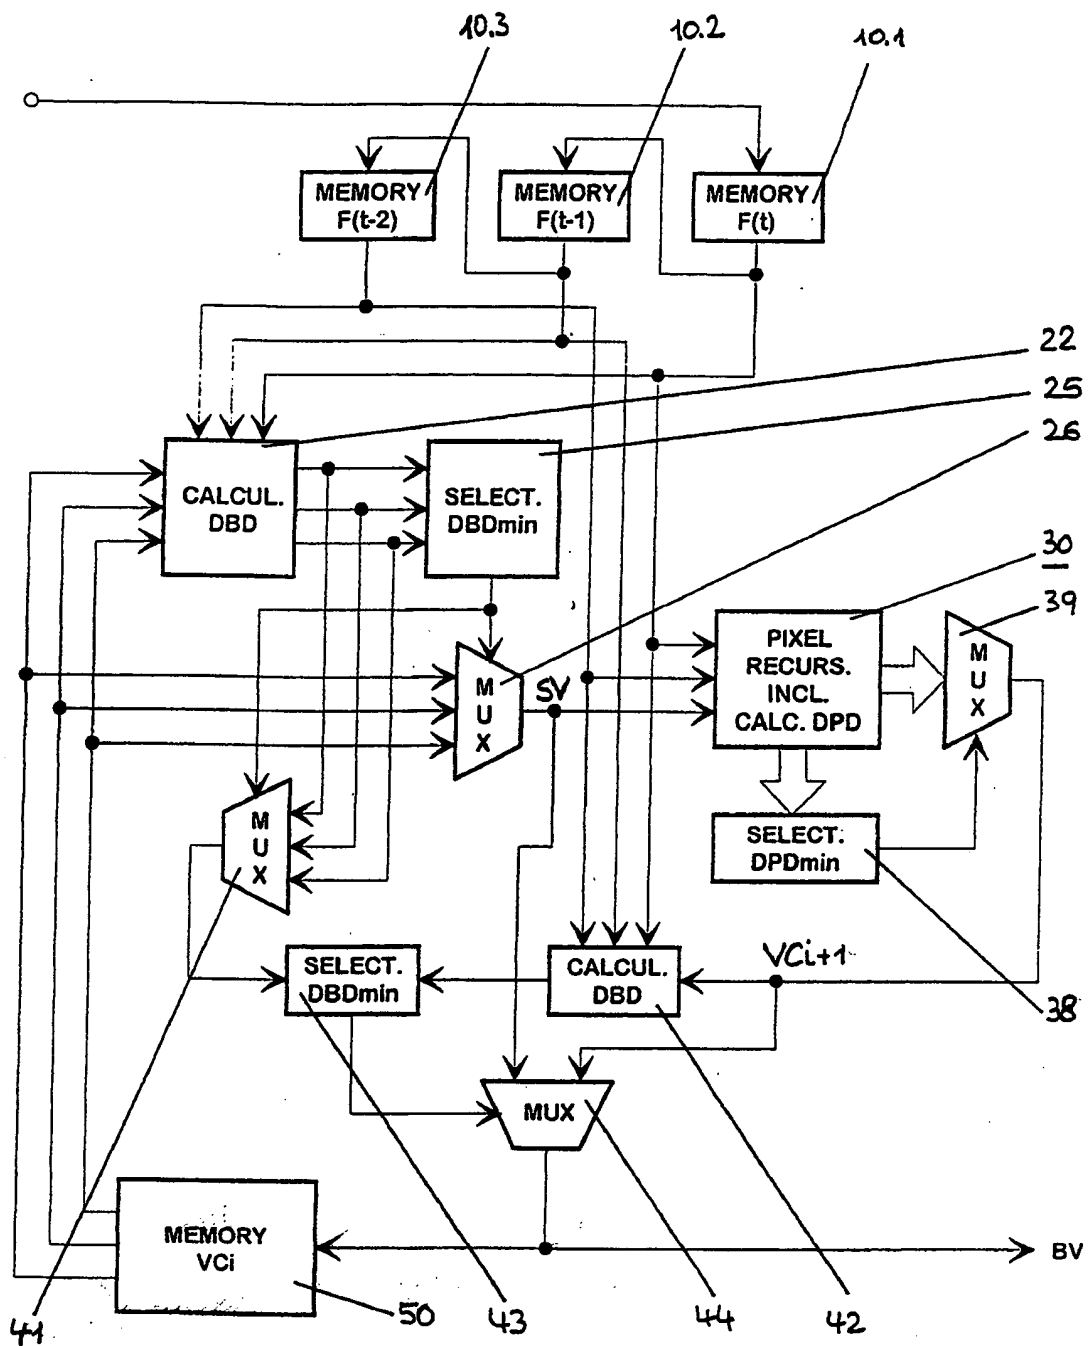 10.3
10.2
10.1
MEMORY
F(t-2)
MEMORY
F(t-1)
MEMORY
F(t)
22
25
26
CALCUL.
DBD
SELECT.
DBDmin
30
39
PIXEL
RECURS.
INCL.
CALC. DPD
M
U
X
M
U
X
SV
M
U
X
SELECT.
DPDmin
SELECT.
DBDmin
CALCUL.
DBD
VCi+1
38
MUX
MEMORY
VCi
BV
41
50
43
44
42